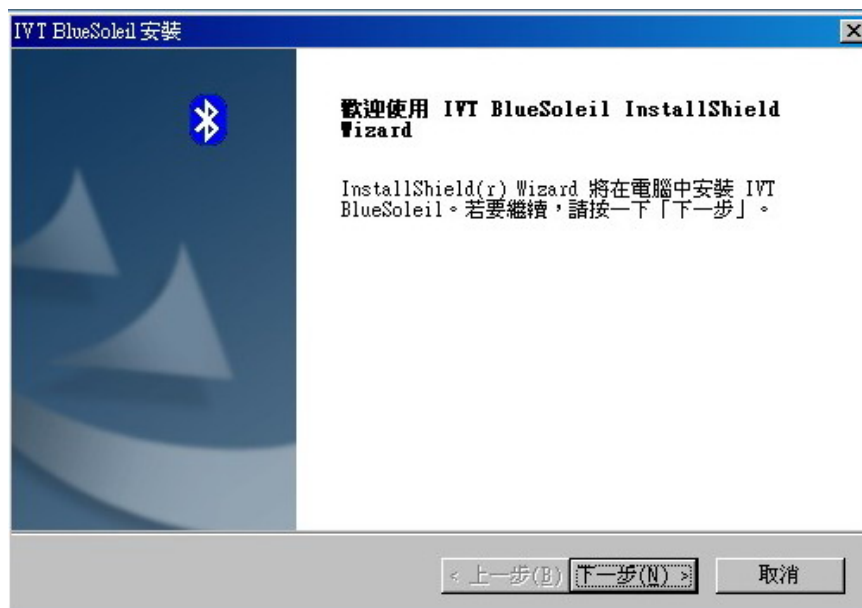 IVT BlueSoleil 安裝
歡迎使用 IVT BlueSoleil InstallShield
Wizard
InstallShield(r) Wizard 將在電腦中安裝 IVT
BlueSoleil。若要繼續，請按一下「下一步」。
< 上一步(B) 下一步(N) > 取消